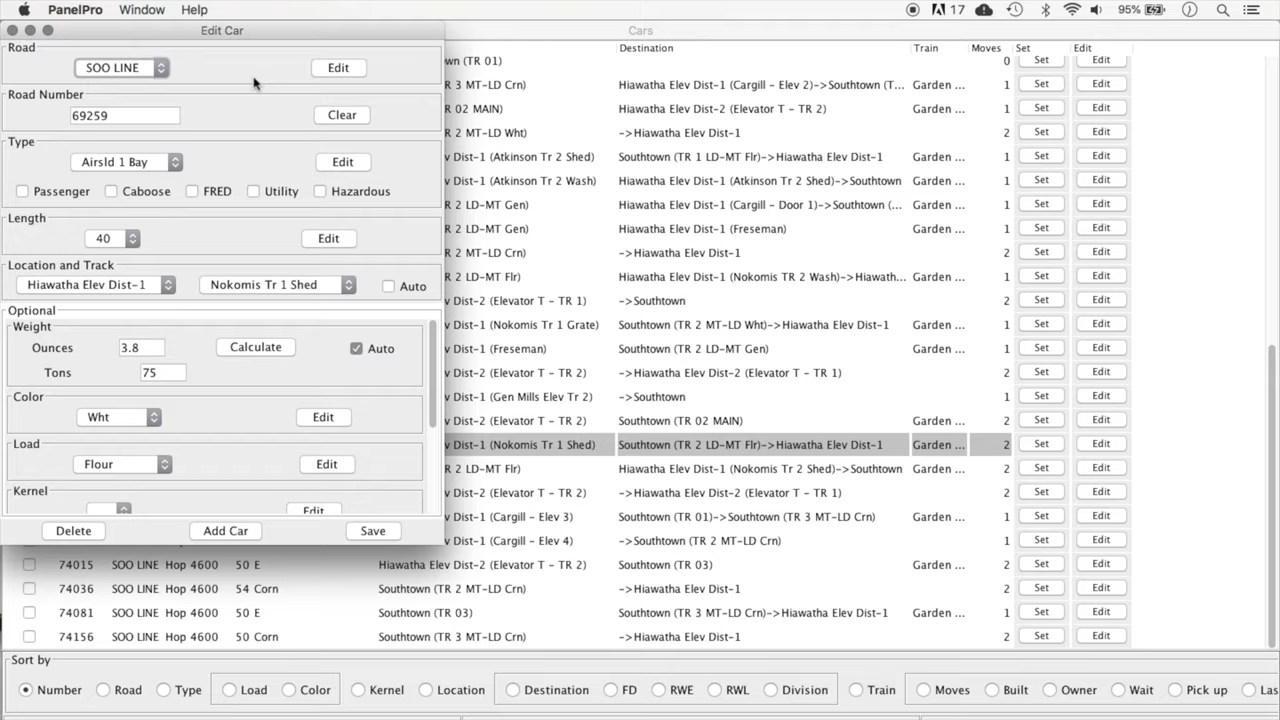 PanelPro Window Help 17 95%
Edit Car
Cars
Road
SOO LINE Edit
Road Number
69259 Clear
Type
Airsld 1 Bay Edit
Passenger Caboose FRED Utility Hazardous
Length
40 Edit
Location and Track
Hiawatha Elev Dist-1 Nokomis Tr 1 Shed Auto
Optional
Weight
Ounces 3.8 Calculate Auto
Tons 75
Color
Wht Edit
Load
Flour Edit
Kernel
Edit
Delete Add Car Save
Destination Train Moves Set Edit
wn (TR 01) 0 Set Edit
R 3 MT-LD Crn) Hiawatha Elev Dist-1 (Cargill - Elev 2)->Southtown (T... Garden ... 1 Set Edit
R 02 MAIN) Hiawatha Elev Dist-2 (Elevator T - TR 2) Garden ... 1 Set Edit
R 2 MT-LD Wht) ->Hiawatha Elev Dist-1 2 Set Edit
v Dist-1 (Atkinson Tr 2 Shed) Southtown (TR 1 LD-MT Flr)->Hiawatha Elev Dist-1 Garden ... 1 Set Edit
v Dist-1 (Atkinson Tr 2 Wash) Hiawatha Elev Dist-1 (Atkinson Tr 2 Shed)->Southtown Garden ... 1 Set Edit
R 2 LD-MT Gen) Hiawatha Elev Dist-1 (Cargill - Door 1)->Southtown (... Garden ... 1 Set Edit
R 2 LD-MT Gen) Hiawatha Elev Dist-1 (Freseman) Garden ... 1 Set Edit
R 2 MT-LD Crn) ->Hiawatha Elev Dist-1 2 Set Edit
R 2 LD-MT Flr) Hiawatha Elev Dist-1 (Nokomis TR 2 Wash)->Hiawath... Garden ... 1 Set Edit
v Dist-2 (Elevator T - TR 1) ->Southtown 2 Set Edit
v Dist-1 (Nokomis Tr 1 Grate) Southtown (TR 2 MT-LD Wht)->Hiawatha Elev Dist-1 Garden ... 2 Set Edit
v Dist-1 (Freseman) Southtown (TR 2 LD-MT Gen) Garden ... 2 Set Edit
v Dist-2 (Elevator T - TR 2) ->Hiawatha Elev Dist-2 (Elevator T - TR 1) 2 Set Edit
v Dist-1 (Gen Mills Elev Tr 2) ->Southtown 2 Set Edit
v Dist-2 (Elevator T - TR 2) Southtown (TR 02 MAIN) Garden ... 2 Set Edit
v Dist-1 (Nokomis Tr 1 Shed) Southtown (TR 2 LD-MT Flr)->Hiawatha Elev Dist-1 Garden ... 2 Set Edit
R 2 LD-MT Flr) Hiawatha Elev Dist-1 (Nokomis Tr 2 Shed)->Southtown Garden ... 2 Set Edit
v Dist-2 (Elevator T - TR 2) ->Hiawatha Elev Dist-2 (Elevator T - TR 1) 2 Set Edit
v Dist-1 (Cargill - Elev 3) Southtown (TR 01)->Southtown (TR 3 MT-LD Crn) Garden ... 2 Set Edit
v Dist-1 (Cargill - Elev 4) ->Southtown (TR 2 MT-LD Crn) 2 Set Edit
74015 SOO LINE Hop 4600 50 E Hiawatha Elev Dist-2 (Elevator T - TR 2) Southtown (TR 03) Garden ... 2 Set Edit
74036 SOO LINE Hop 4600 54 Corn Southtown (TR 2 MT-LD Crn) ->Hiawatha Elev Dist-1 2 Set Edit
74081 SOO LINE Hop 4600 50 E Southtown (TR 03) Southtown (TR 3 MT-LD Crn)->Hiawatha Elev Dist-1 Garden ... 2 Set Edit
74156 SOO LINE Hop 4600 50 Corn Southtown (TR 3 MT-LD Crn) ->Hiawatha Elev Dist-1 2 Set Edit
Sort by
Number Road Type Load Color Kernel Location Destination FD RWE RWL Division Train Moves Built Owner Wait Pick up Las